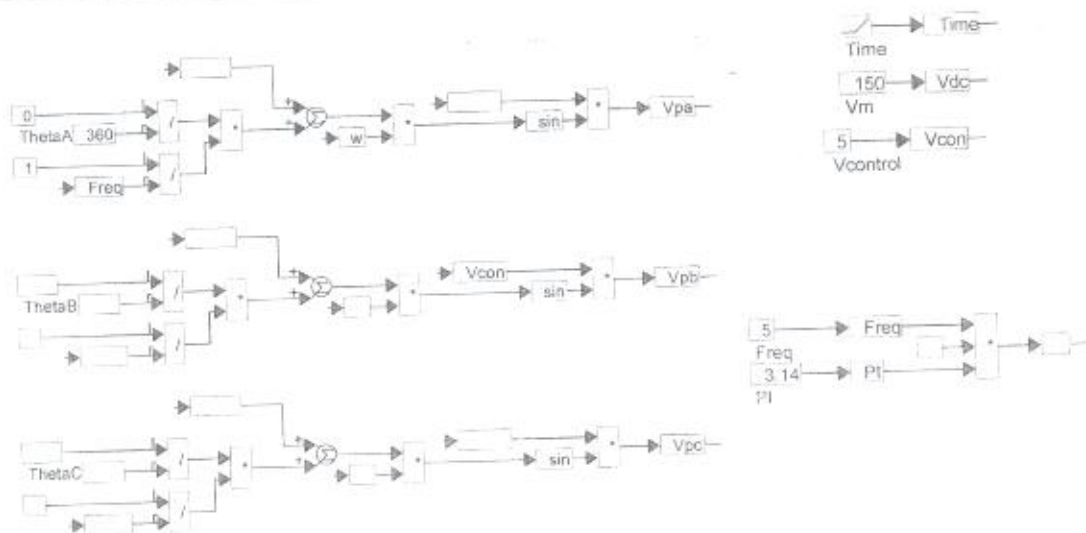 Time
Time
150
Vdc
Vm
5
Vcon
Vcontrol
0
ThetaA
360
/
*
+
+
Σ
w
*
sin
*
Vpa
1
Freq
/
ThetaB
/
*
+
+
Σ
*
Vcon
sin
*
Vpb
/
5
Freq
Freq
*
3.14
PI
PI
ThetaC
/
*
+
+
Σ
*
sin
*
Vpc
/